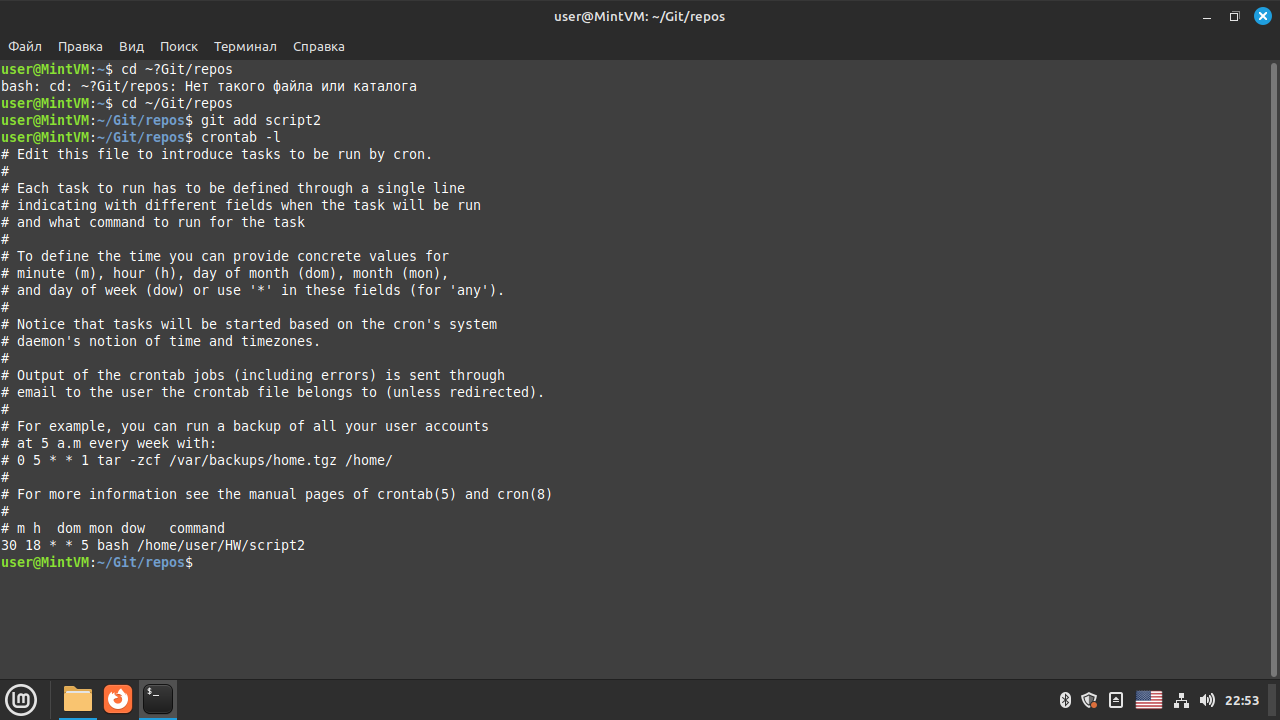 user@MintVM: ~/Git/repos
Файл Правка Вид Поиск Терминал Справка
user@MintVM:~$ cd ~?Git/repos
bash: cd: ~?Git/repos: Нет такого файла или каталога
user@MintVM:~$ cd ~/Git/repos
user@MintVM:~/Git/repos$ git add script2
user@MintVM:~/Git/repos$ crontab -l
# Edit this file to introduce tasks to be run by cron.
#
# Each task to run has to be defined through a single line
# indicating with different fields when the task will be run
# and what command to run for the task
#
# To define the time you can provide concrete values for
# minute (m), hour (h), day of month (dom), month (mon),
# and day of week (dow) or use '*' in these fields (for 'any').
#
# Notice that tasks will be started based on the cron's system
# daemon's notion of time and timezones.
#
# Output of the crontab jobs (including errors) is sent through
# email to the user the crontab file belongs to (unless redirected).
#
# For example, you can run a backup of all your user accounts
# at 5 a.m every week with:
# 0 5 * * 1 tar -zcf /var/backups/home.tgz /home/
#
# For more information see the manual pages of crontab(5) and cron(8)
#
# m h  dom mon dow   command
30 18 * * 5 bash /home/user/HW/script2
user@MintVM:~/Git/repos$
$_
22:53